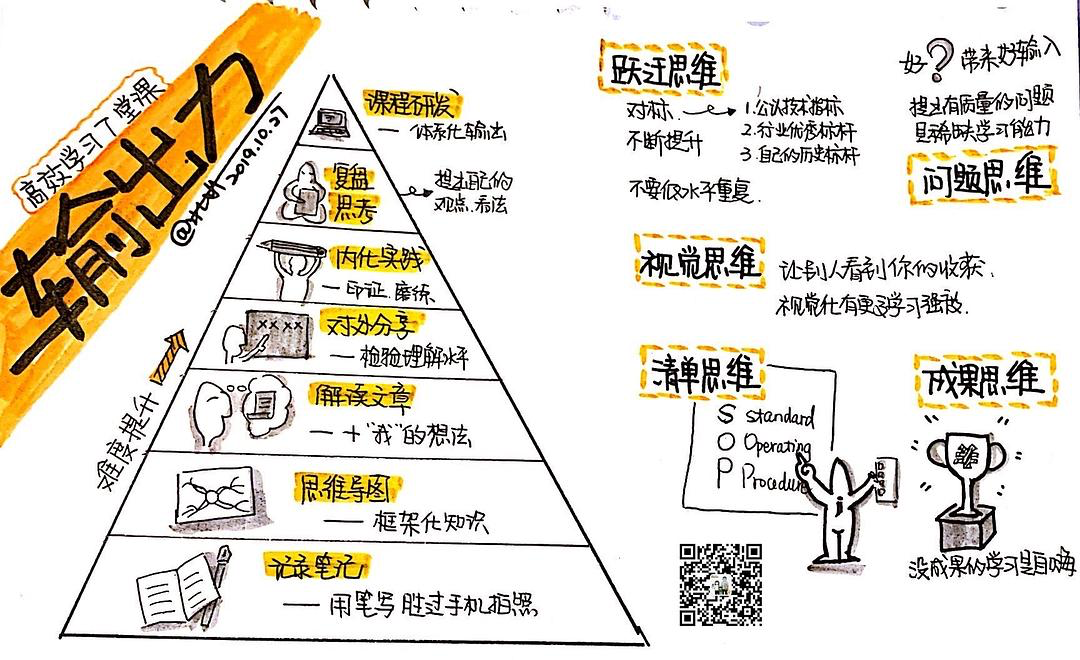 高效学习了堂课
输出力
2019.10.27
难度提升
课程研发
— 体系化输出
复盘
思考
提出自己的
观点.看法
内化实践
— 印证.磨练
对外分享
xxxx
— 检验理解水平
解读文章
— + "我"的想法
思维导图
— 框架化知识
记录笔记
— 用笔写 胜过手机拍照
跃迁思维
对标.
不断提升
1.公认技术指标
2.行业优秀标杆
3.自己的历史标杆
不要低水平重复.
好?带来好输入
提出有质量的问题
是稀缺大学习能力
问题思维
视觉思维
让别人看到你的收获.
视觉化有更多学习强效.
清单思维
S Standard
O Operating
P Procedure
成果思维
没成果的学习是自嗨